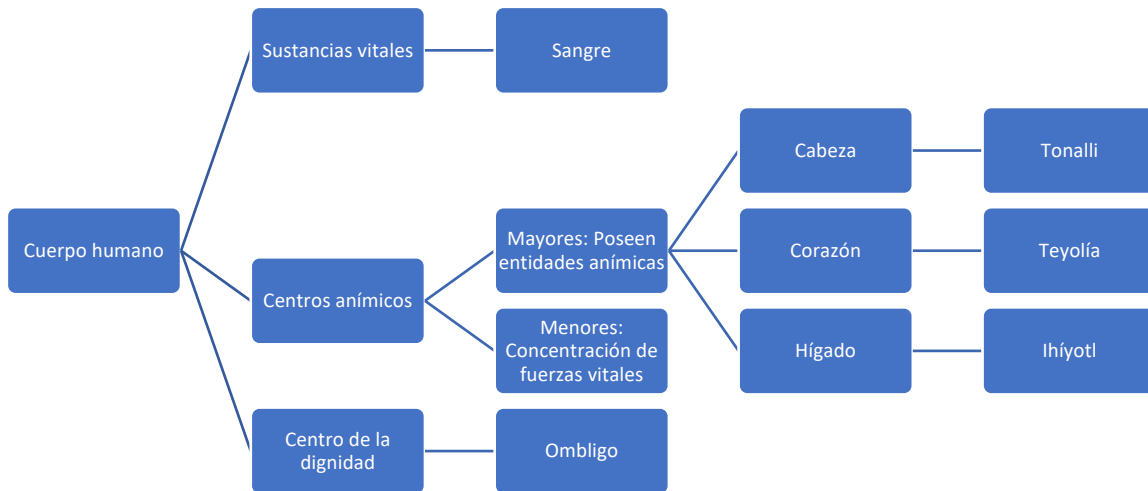 Sustancias vitales
Sangre
Cabeza
Tonalli
Cuerpo humano
Mayores: Poseen
entidades anímicas
Corazón
Teyolía
Centros anímicos
Menores:
Concentración de
fuerzas vitales
Hígado
Ihíyotl
Centro de la
dignidad
Ombligo